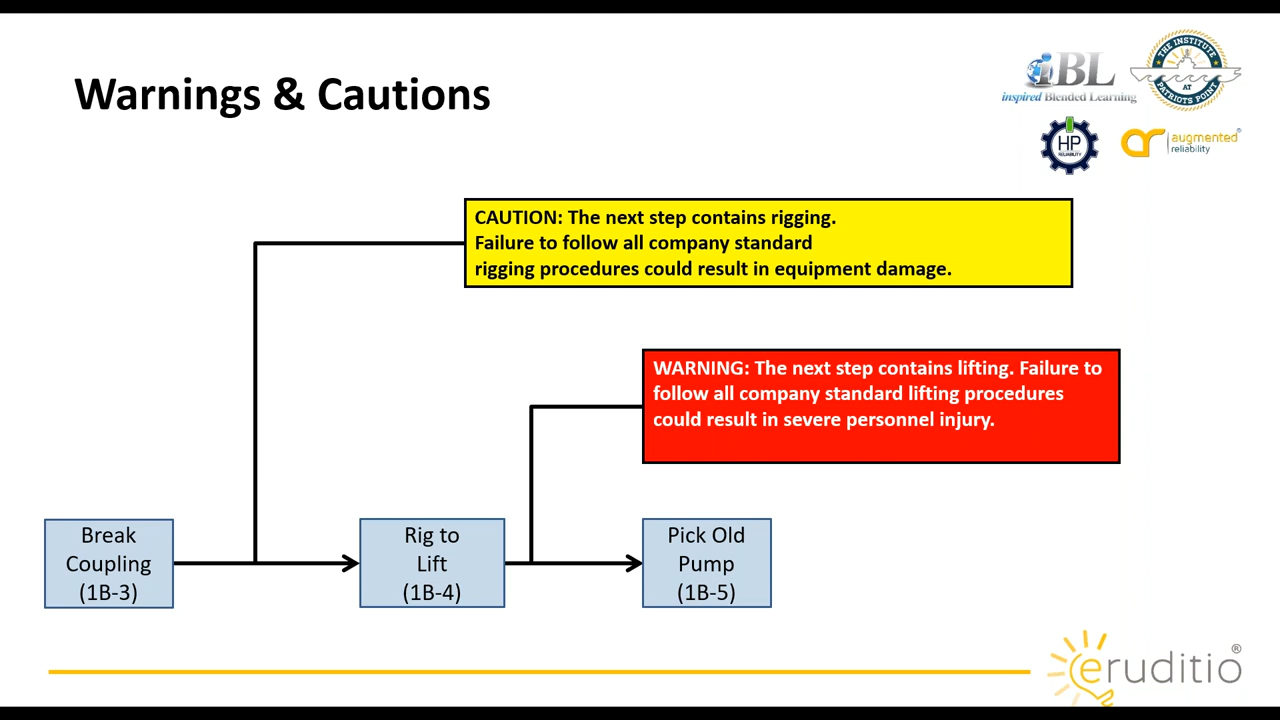 Warnings & Cautions
iBL
inspired Blended Learning
THE INSTITUTE
AT
PATRIOTS POINT
HP
RELIABILITY
ar augmented®
reliability
CAUTION: The next step contains rigging.
Failure to follow all company standard
rigging procedures could result in equipment damage.
WARNING: The next step contains lifting. Failure to
follow all company standard lifting procedures
could result in severe personnel injury.
Break
Coupling
(1B-3)
Rig to
Lift
(1B-4)
Pick Old
Pump
(1B-5)
eruditio®